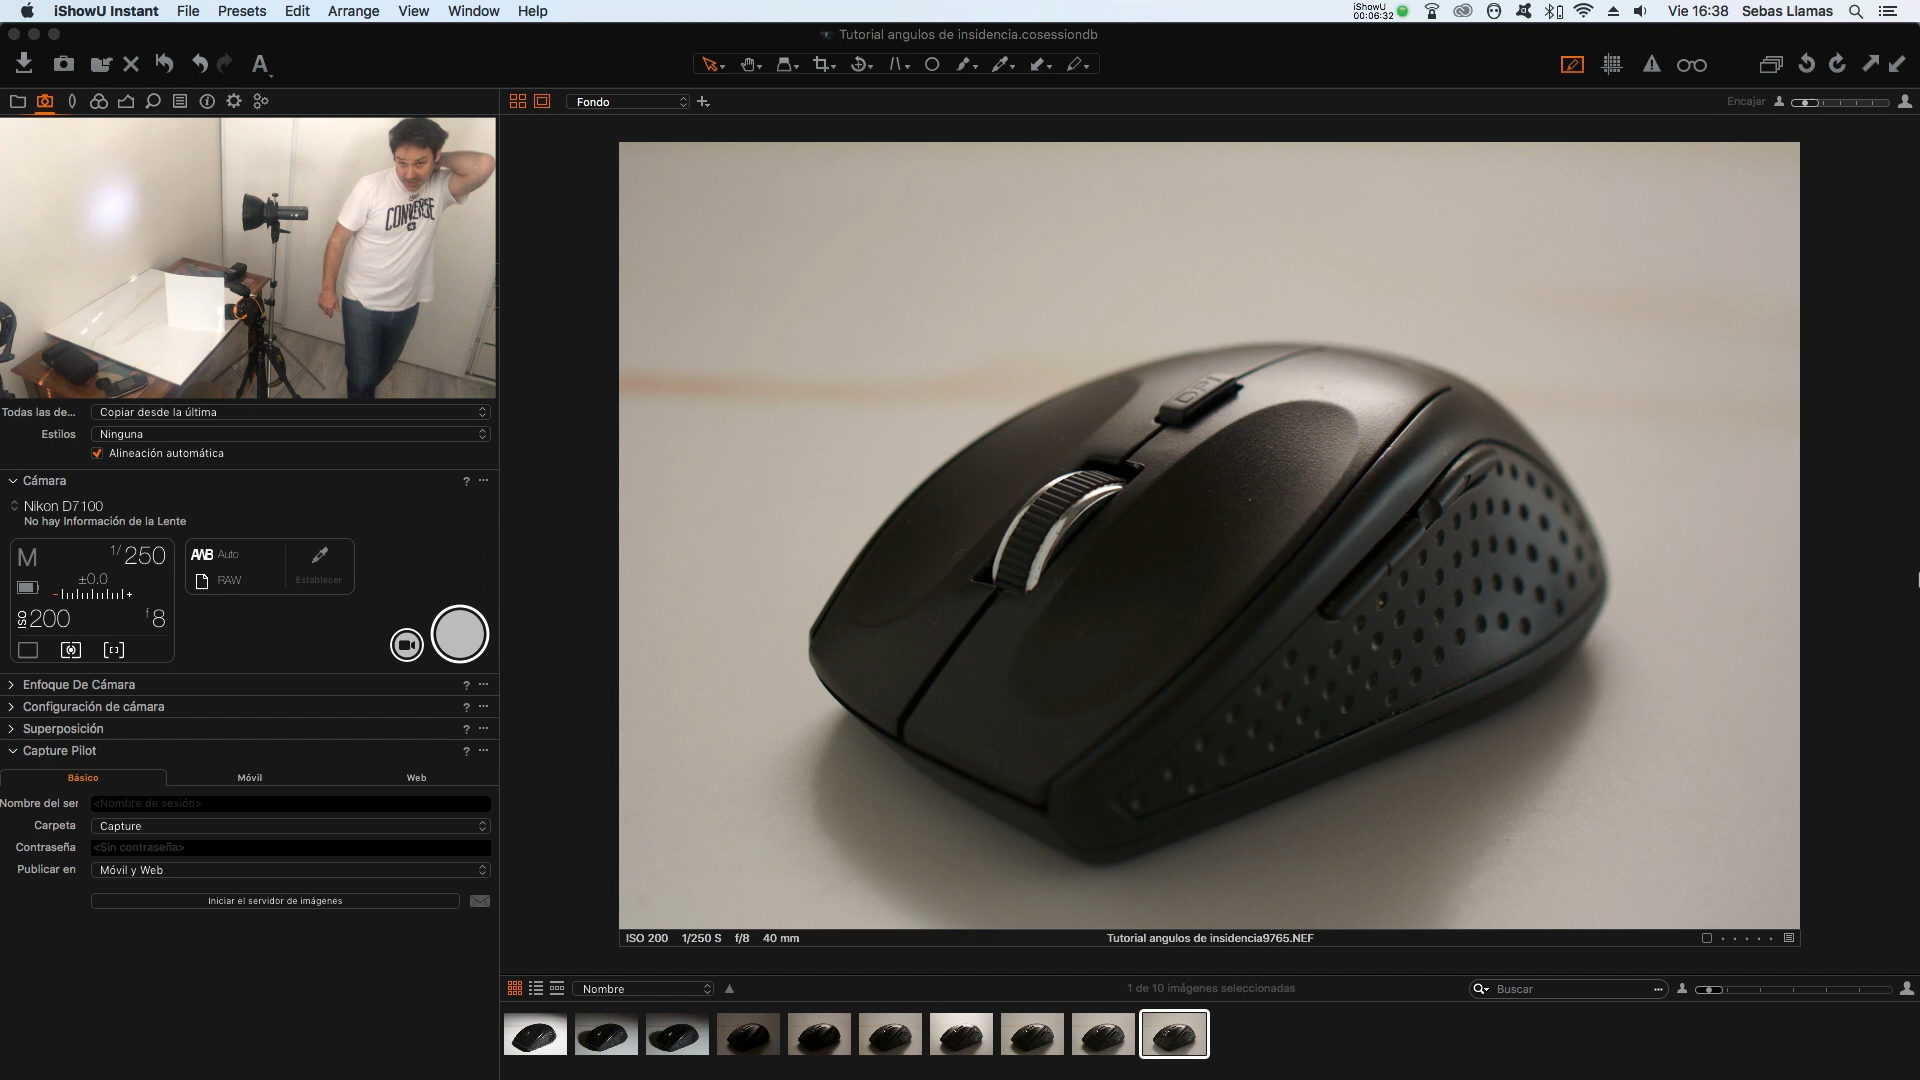 iShowU Instant File Presets Edit Arrange View Window Help
iShowU
00:06:32
Vie 16:38 Sebas Llamas
Tutorial angulos de insidencia.cosessiondb
A
Fondo
Encajar
CONVERSE
Todas las de... Copiar desde la última
Estilos Ninguna
Alineación automática
Cámara ? ...
Nikon D7100
No hay Información de la Lente
M 1/250
±0.0
- +
ISO 200 f 8
AWB Auto
RAW
Establecer
Enfoque De Cámara ? ...
Configuración de cámara ? ...
Superposición ? ...
Capture Pilot ? ...
Básico Móvil Web
Nombre del ser <Nombre de sesión>
Carpeta Capture
Contraseña <Sin contraseña>
Publicar en Móvil y Web
Iniciar el servidor de imágenes
DPI
ISO 200 1/250 S f/8 40 mm
Tutorial angulos de insidencia9765.NEF
Nombre
1 de 10 imágenes seleccionadas
Buscar ...